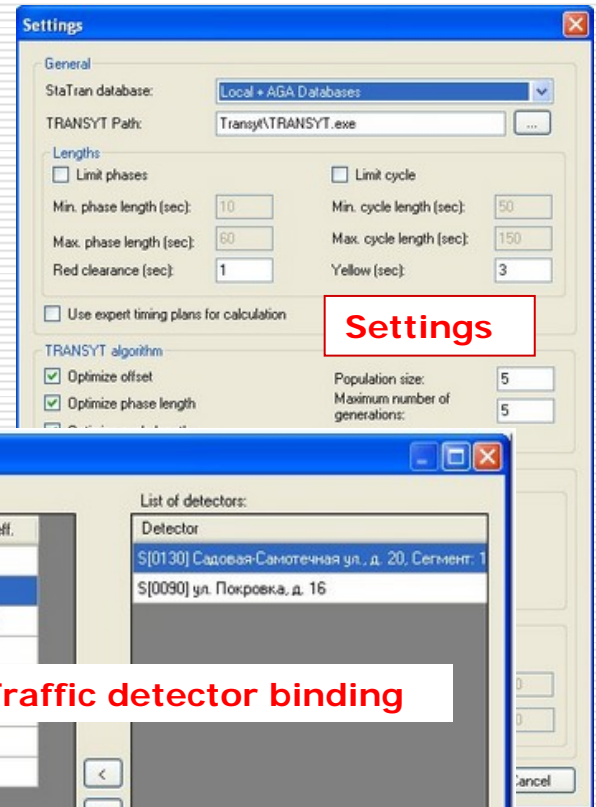 Settings
General
StaTran database: Local + AGA Databases
TRANSYT Path: Transyt\TRANSYT.exe ...
Lengths
Limit phases Limit cycle
Min. phase length (sec): 10 Min. cycle length (sec): 50
Max. phase length (sec): 60 Max. cycle length (sec): 150
Red clearance (sec): 1 Yellow (sec): 3
Use expert timing plans for calculation
Settings
TRANSYT algorithm
Optimize offset Population size: 5
Optimize phase length Maximum number of
generations: 5
List of detectors:
Detector
S[0130] Садовая-Самотечная ул., д. 20, Сегмент: 1
S[0090] ул. Покровка, д. 16
Traffic detector binding
<